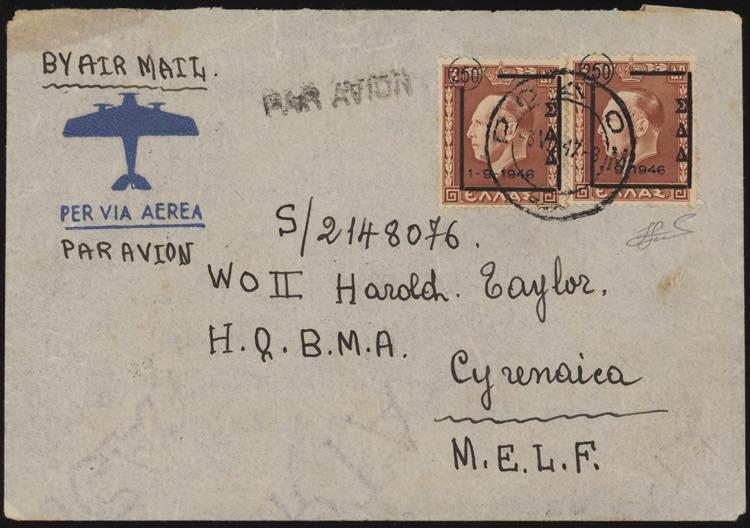 BY AIR MAIL.
PAR AVION
250
250
ΣΔΔ
ΣΔΔ
1-9-1946
1-9-1946
ΕΛΛΑΣ
ΕΛΛΑΣ
PER VIA AEREA
PAR AVION
S/2148076.
WO II Harold. Taylor.
H.Q.B.M.A.
Cyrenaica
M.E.L.F.